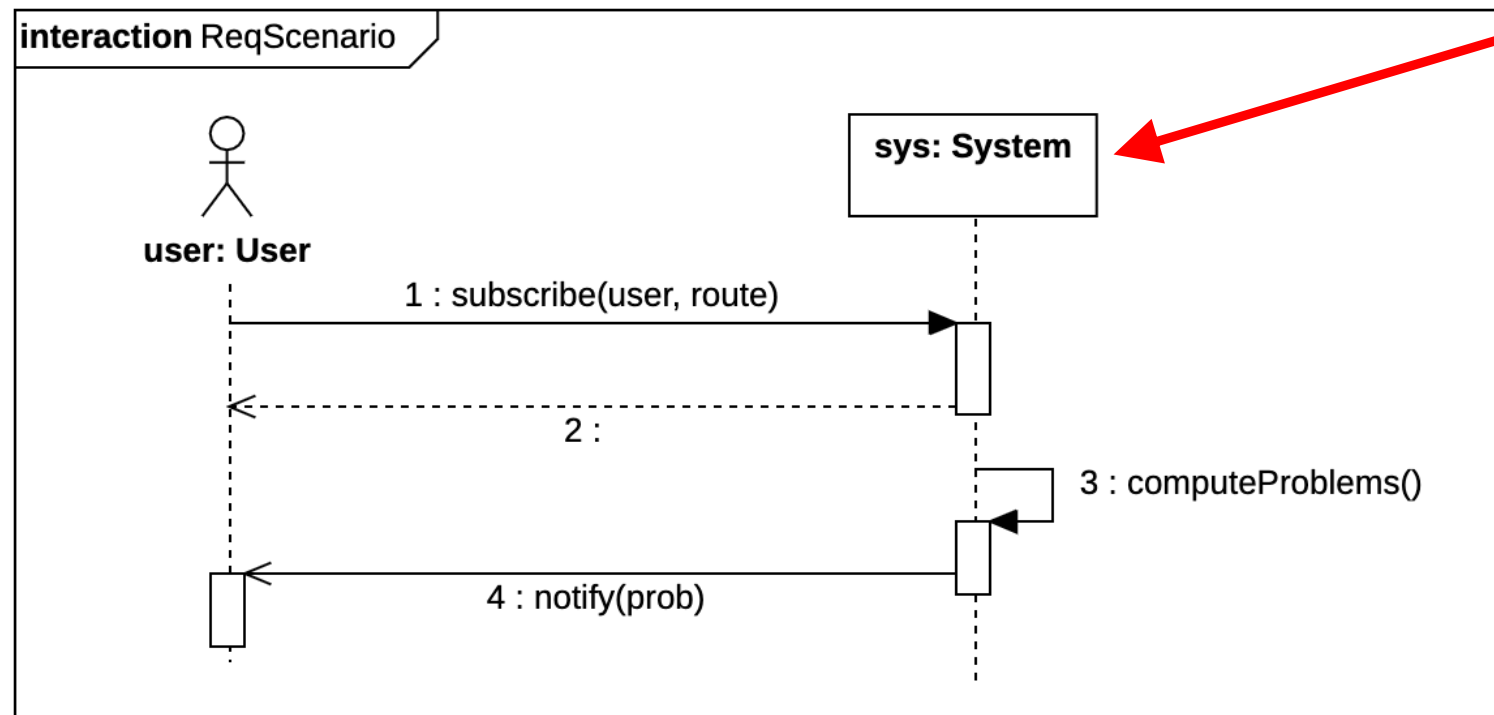 interaction ReqScenario
sys: System
user: User
1 : subscribe(user, route)
2 :
3 : computeProblems()
4 : notify(prob)